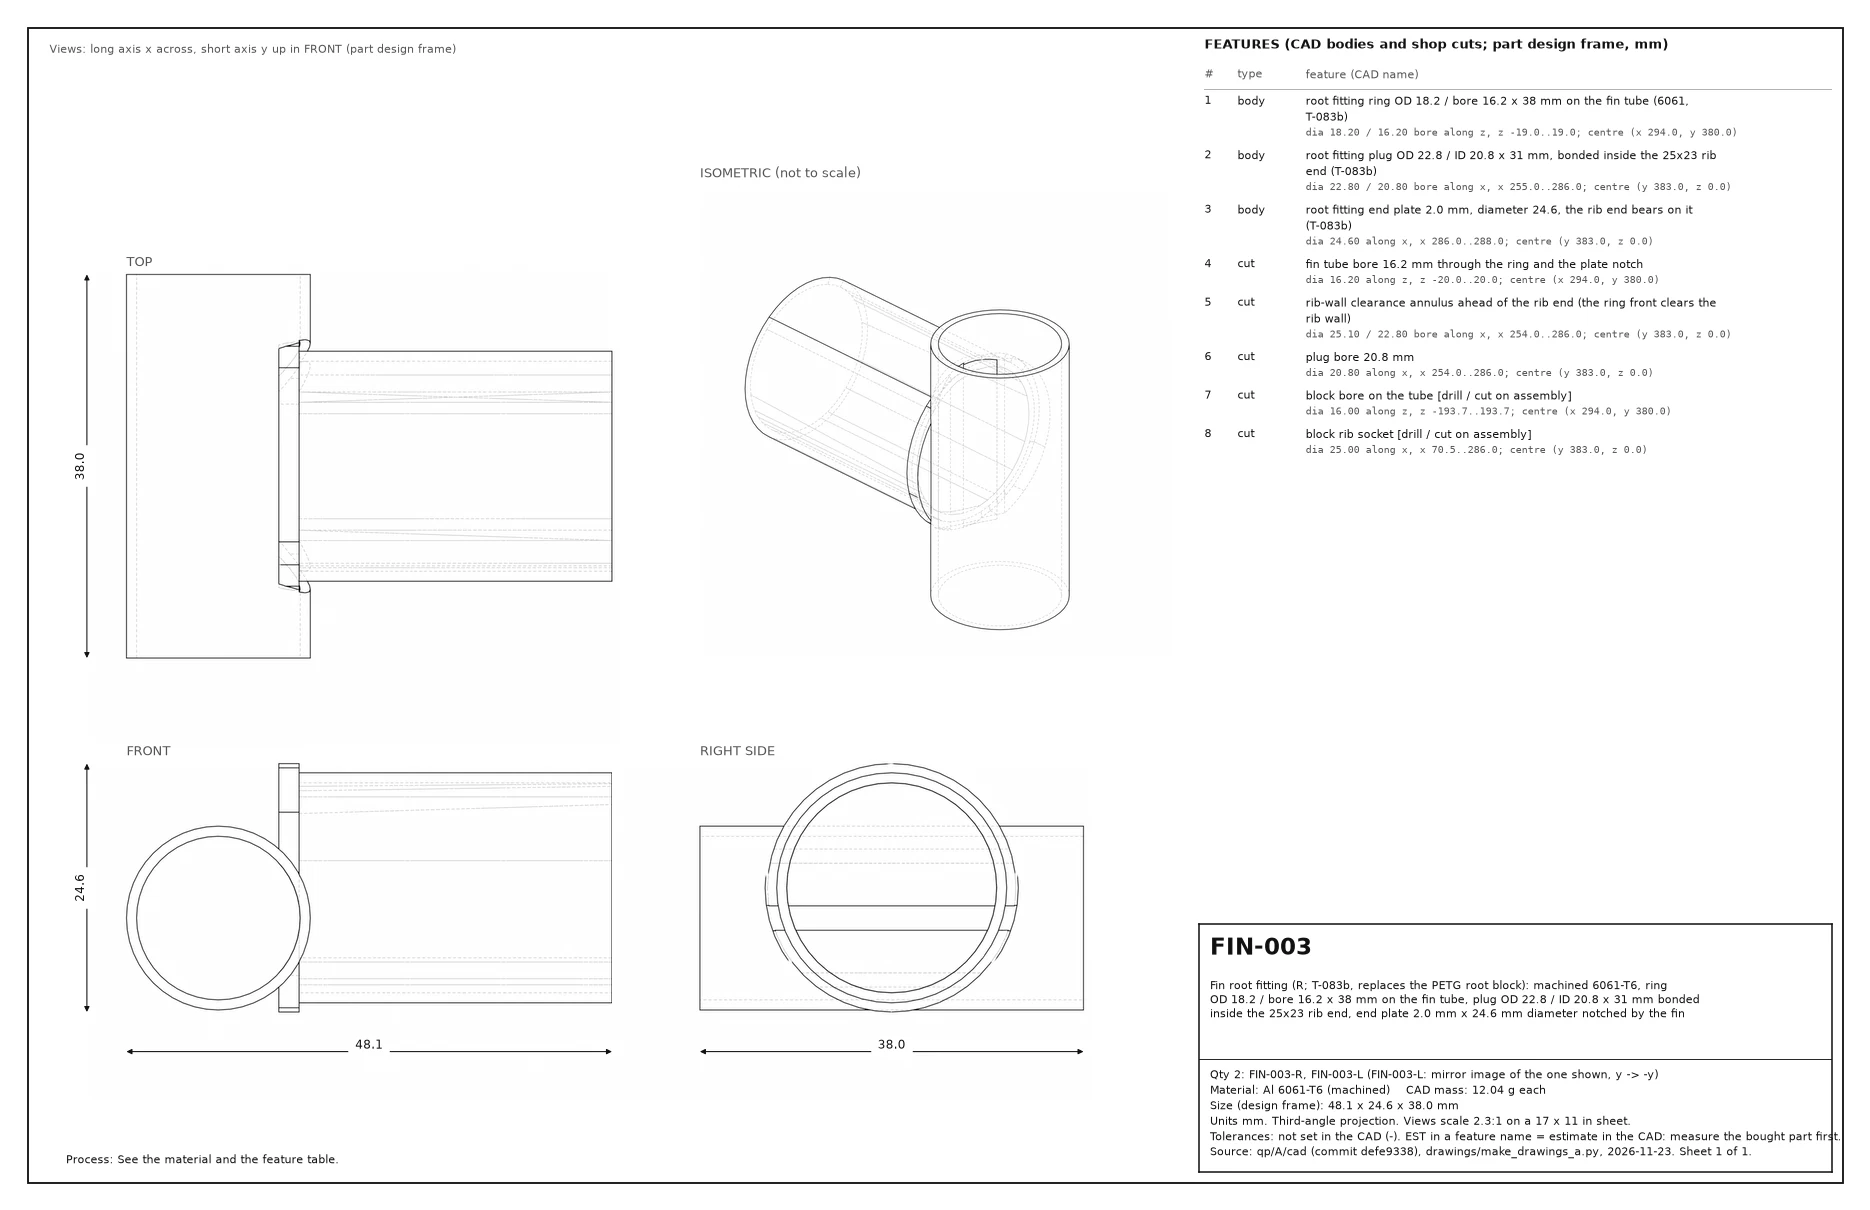 Views: long axis x across, short axis y up in FRONT (part design frame)
FEATURES (CAD bodies and shop cuts; part design frame, mm)
# type feature (CAD name)
1 body root fitting ring OD 18.2 / bore 16.2 x 38 mm on the fin tube (6061,
T-083b)
dia 18.20 / 16.20 bore along z, z -19.0..19.0; centre (x 294.0, y 380.0)
2 body root fitting plug OD 22.8 / ID 20.8 x 31 mm, bonded inside the 25x23 rib
end (T-083b)
dia 22.80 / 20.80 bore along x, x 255.0..286.0; centre (y 383.0, z 0.0)
3 body root fitting end plate 2.0 mm, diameter 24.6, the rib end bears on it
(T-083b)
dia 24.60 along x, x 286.0..288.0; centre (y 383.0, z 0.0)
4 cut fin tube bore 16.2 mm through the ring and the plate notch
dia 16.20 along z, z -20.0..20.0; centre (x 294.0, y 380.0)
5 cut rib-wall clearance annulus ahead of the rib end (the ring front clears the
rib wall)
dia 25.10 / 22.80 bore along x, x 254.0..286.0; centre (y 383.0, z 0.0)
6 cut plug bore 20.8 mm
dia 20.80 along x, x 254.0..286.0; centre (y 383.0, z 0.0)
7 cut block bore on the tube [drill / cut on assembly]
dia 16.00 along z, z -193.7..193.7; centre (x 294.0, y 380.0)
8 cut block rib socket [drill / cut on assembly]
dia 25.00 along x, x 70.5..286.0; centre (y 383.0, z 0.0)
ISOMETRIC (not to scale)
TOP
38.0
FRONT
24.6
48.1
RIGHT SIDE
38.0
Process: See the material and the feature table.
FIN-003
Fin root fitting (R; T-083b, replaces the PETG root block): machined 6061-T6, ring
OD 18.2 / bore 16.2 x 38 mm on the fin tube, plug OD 22.8 / ID 20.8 x 31 mm bonded
inside the 25x23 rib end, end plate 2.0 mm x 24.6 mm diameter notched by the fin
Qty 2: FIN-003-R, FIN-003-L (FIN-003-L: mirror image of the one shown, y -> -y)
Material: Al 6061-T6 (machined) CAD mass: 12.04 g each
Size (design frame): 48.1 x 24.6 x 38.0 mm
Units mm. Third-angle projection. Views scale 2.3:1 on a 17 x 11 in sheet.
Tolerances: not set in the CAD (-). EST in a feature name = estimate in the CAD: measure the bought part first.
Source: qp/A/cad (commit defe9338), drawings/make_drawings_a.py, 2026-11-23. Sheet 1 of 1.